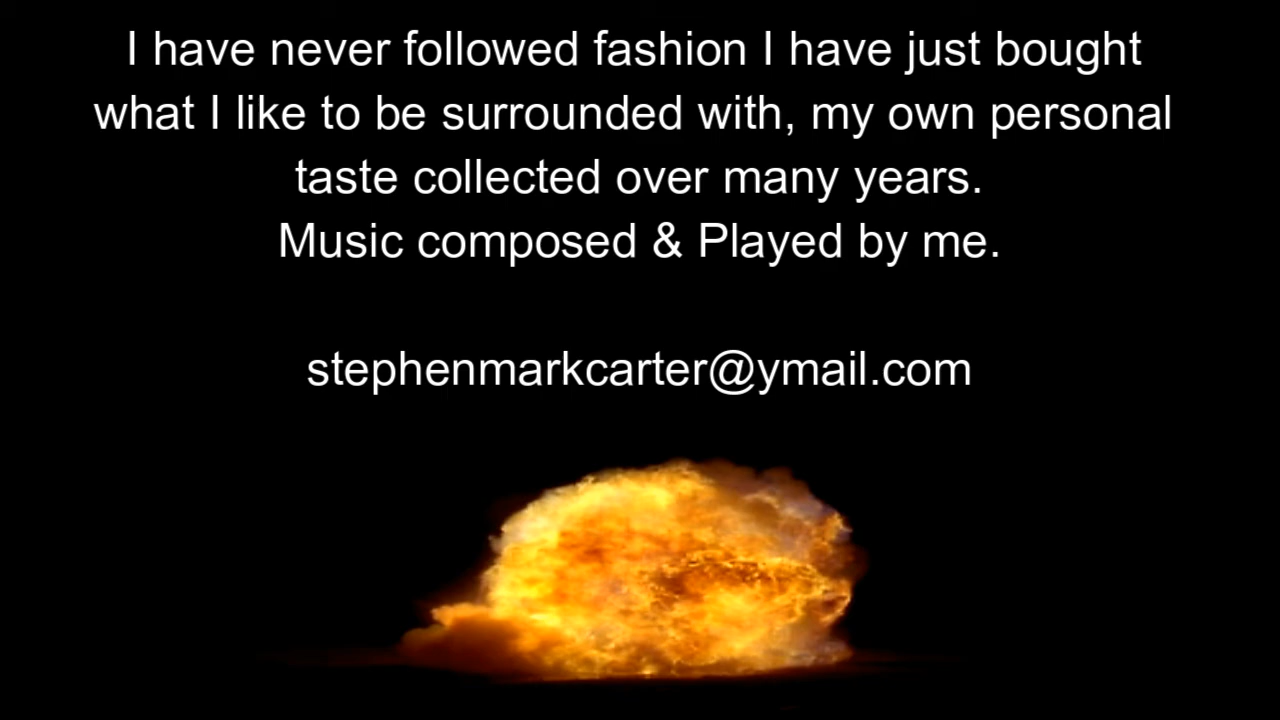 I have never followed fashion I have just bought
what I like to be surrounded with, my own personal
taste collected over many years.
Music composed & Played by me.
stephenmarkcarter@ymail.com